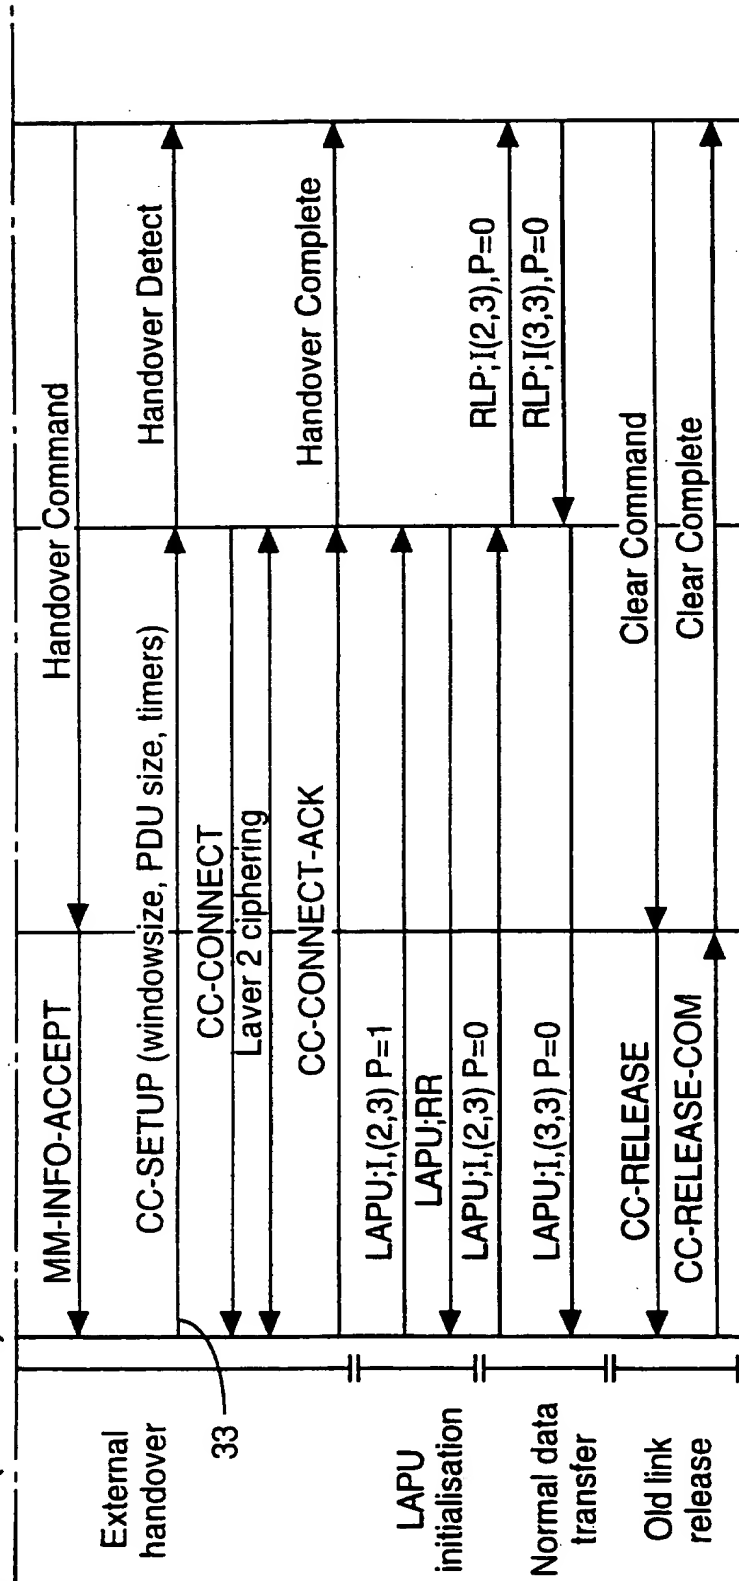 External
handover
33
MM-INFO-ACCEPT
Handover Command
CC-SETUP (windowsize, PDU size, timers)
Handover Detect
CC-CONNECT
Laver 2 ciphering
CC-CONNECT-ACK
Handover Complete
LAPU
initialisation
LAPU;I,(2,3) P=1
LAPU;RR
LAPU;I,(2,3) P=0
RLP;I(2,3),P=0
Normal data
transfer
LAPU;I,(3,3) P=0
RLP;I(3,3),P=0
Old link
release
CC-RELEASE
Clear Command
CC-RELEASE-COM
Clear Complete